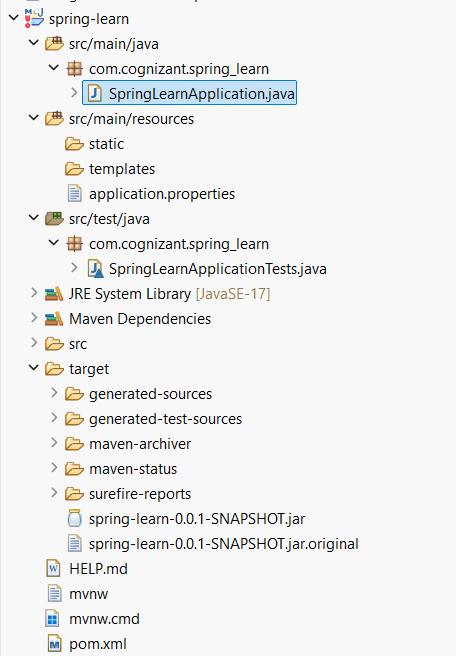 spring-learn
src/main/java
com.cognizant.spring_learn
SpringLearnApplication.java
src/main/resources
static
templates
application.properties
src/test/java
com.cognizant.spring_learn
SpringLearnApplicationTests.java
JRE System Library [JavaSE-17]
Maven Dependencies
src
target
generated-sources
generated-test-sources
maven-archiver
maven-status
surefire-reports
spring-learn-0.0.1-SNAPSHOT.jar
spring-learn-0.0.1-SNAPSHOT.jar.original
HELP.md
mvnw
mvnw.cmd
pom.xml